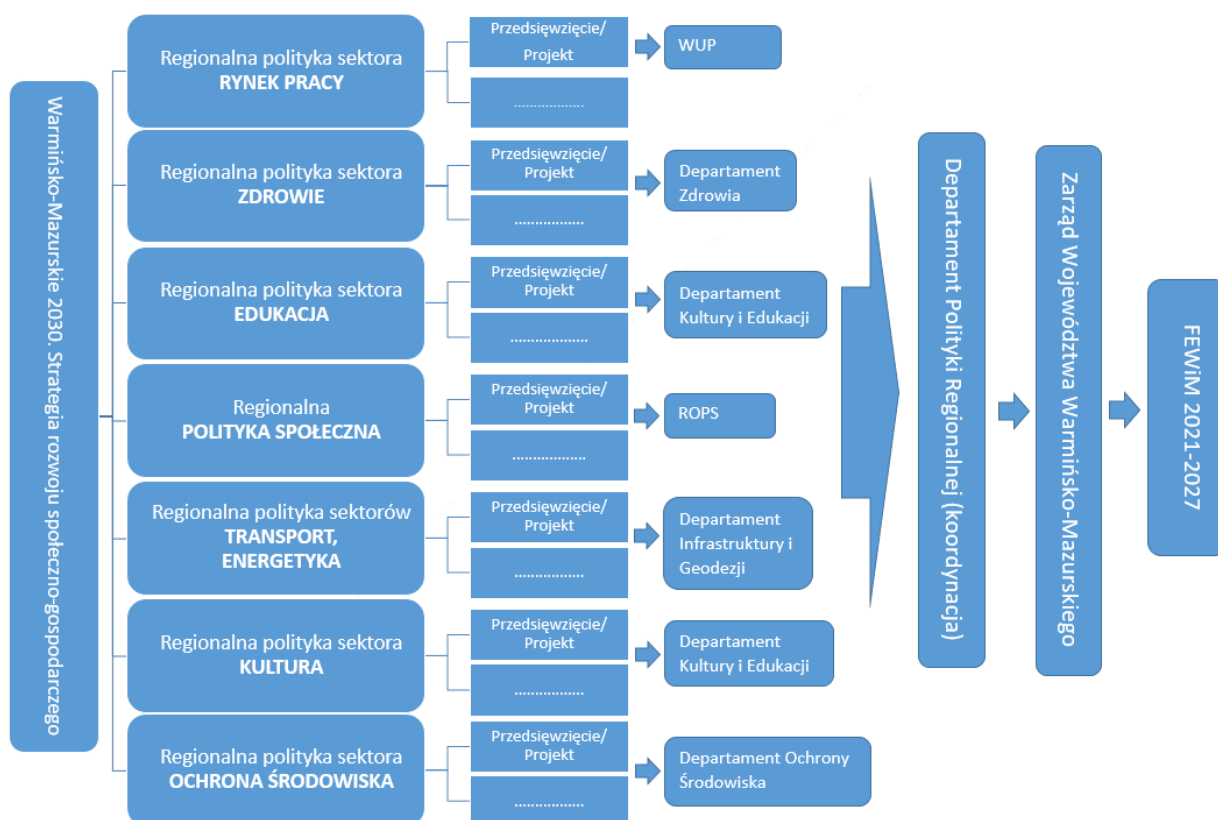 Warmińsko-Mazurskie 2030. Strategia rozwoju społeczno-gospodarczego
Regionalna polityka sektora
RYNEK PRACY
Przedsięwzięcie/
Projekt
.................
WUP
Regionalna polityka sektora
ZDROWIE
Przedsięwzięcie/
Projekt
.................
Departament
Zdrowia
Regionalna polityka sektora
EDUKACJA
Przedsięwzięcie/
Projekt
...................
Departament
Kultury i Edukacji
Regionalna
POLITYKA SPOŁECZNA
Przedsięwzięcie/
Projekt
..................
ROPS
Regionalna polityka sektorów
TRANSPORT,
ENERGETYKA
Przedsięwzięcie/
Projekt
.................
Departament
Infrastruktury i
Geodezji
Regionalna polityka sektora
KULTURA
Przedsięwzięcie/
Projekt
.................
Departament
Kultury i Edukacji
Regionalna polityka sektora
OCHRONA ŚRODOWISKA
Przedsięwzięcie/
Projekt
.................
Departament Ochrony
Środowiska
Departament Polityki Regionalnej (koordynacja)
Zarząd Województwa Warmińsko-Mazurskiego
FEWiM 2021-2027